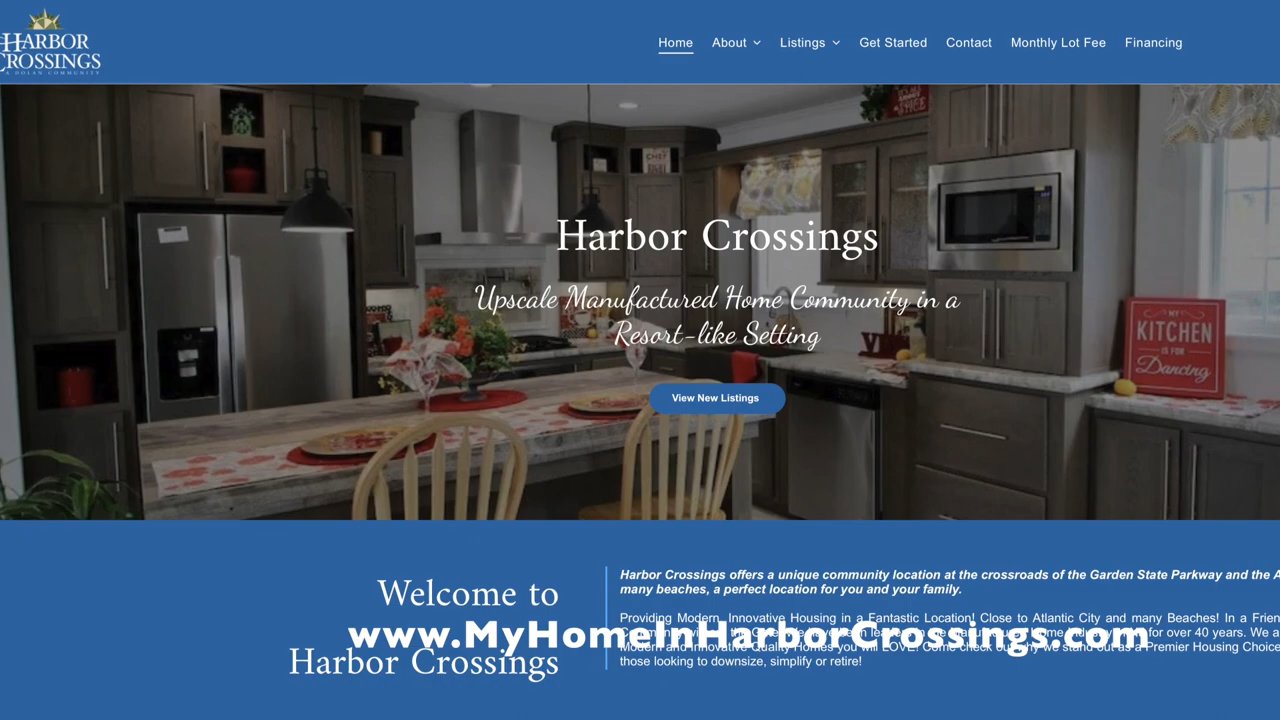 HARBOR
CROSSINGS
A DOLAN COMMUNITY
Home About Listings Get Started Contact Monthly Lot Fee Financing
CHEF
Harbor Crossings
Upscale Manufactured Home Community in a
Resort-like Setting
MY
KITCHEN
IS FOR
Dancing
View New Listings
Welcome to
Harbor Crossings
Harbor Crossings offers a unique community location at the crossroads of the Garden State Parkway and the A
many beaches, a perfect location for you and your family.
Providing Modern, Innovative Housing in a Fantastic Location! Close to Atlantic City and many Beaches! In a Frien
for over 40 years. We a
Modern and Innovative Quality Homes you will LOVE! Come check out why we stand out as a Premier Housing Choice
those looking to downsize, simplify or retire!
www.MyHomeInHarborCrossings.com